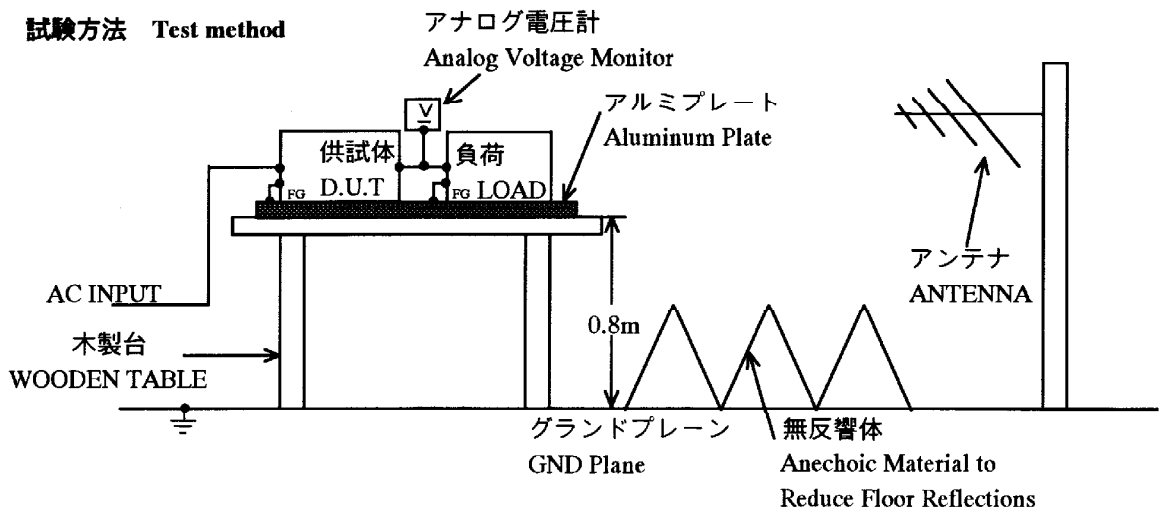 試験方法 Test method
アナログ電圧計
Analog Voltage Monitor
V
アルミプレート
Aluminum Plate
供試体
FG D.U.T
負荷
FG LOAD
アンテナ
ANTENNA
AC INPUT
0.8m
木製台
WOODEN TABLE
グランドプレーン
GND Plane
無反響体
Anechoic Material to
Reduce Floor Reflections